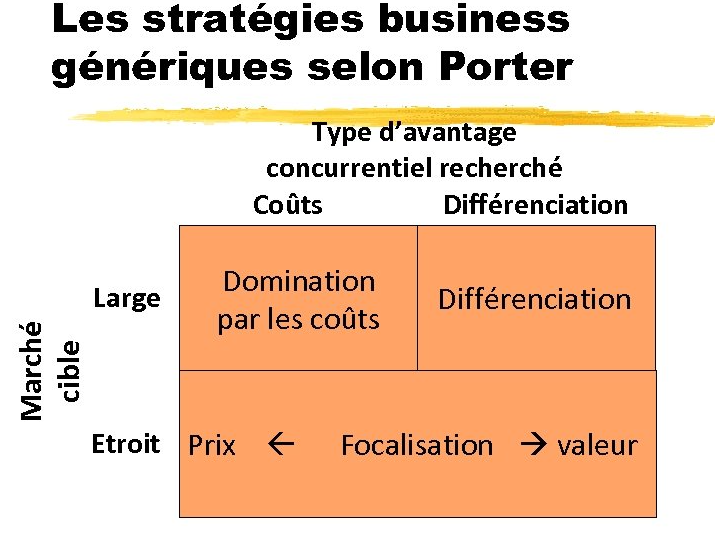 Les stratégies business
génériques selon Porter
Type d’avantage
concurrentiel recherché
Coûts Différenciation
Marché
cible
Large
Domination
par les coûts
Différenciation
Etroit
Prix ← Focalisation → valeur